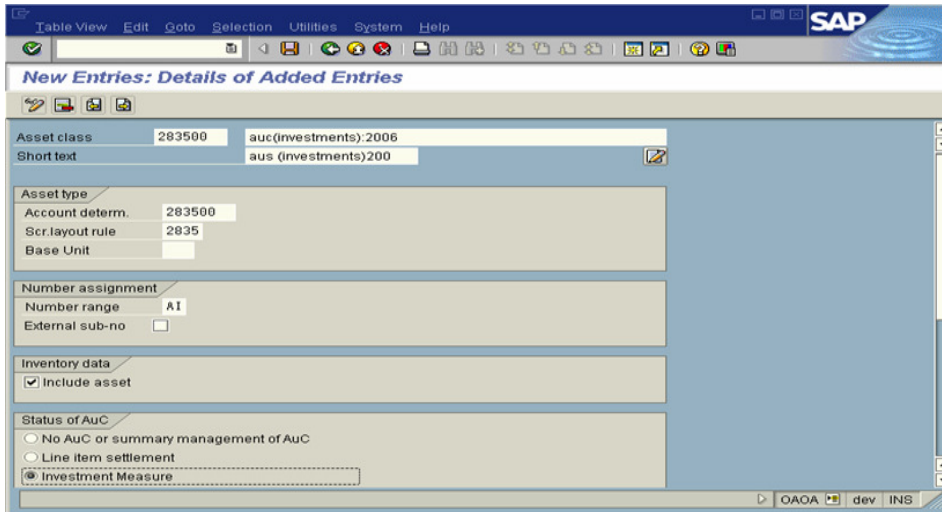 Table View Edit Goto Selection Utilities System Help
SAP
New Entries: Details of Added Entries
Asset class 283500 auc(investments):2006
Short text aus (investments)200
Asset type
Account determ. 283500
Scr.layout rule 2835
Base Unit
Number assignment
Number range AI
External sub-no
Inventory data
Include asset
Status of AuC
No AuC or summary management of AuC
Line item settlement
Investment Measure
OAOA dev INS